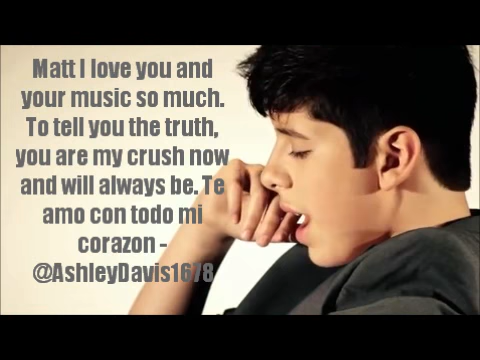 Matt I love you and
your music so much.
To tell you the truth,
you are my crush now
and will always be. Te
amo con todo mi
corazon -
@AshleyDavis1678